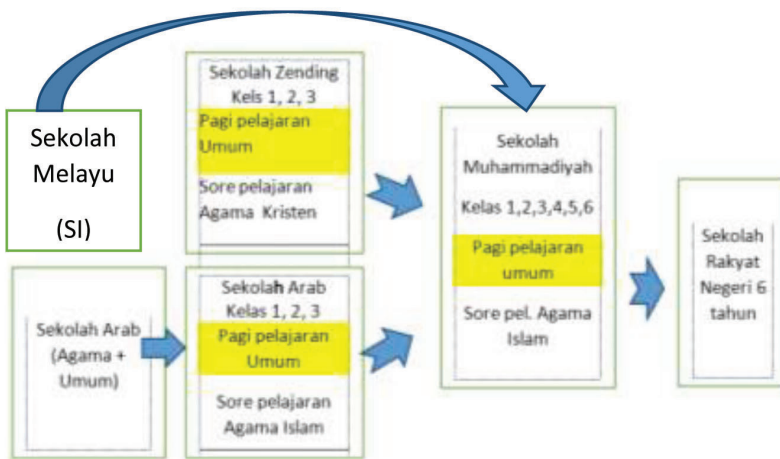 Sekolah
Melayu
(SI)
Sekolah Zending
Kels 1, 2, 3
Pagi pelajaran
Umum
Sore pelajaran
Agama Kristen
Sekolah Arab
(Agama +
Umum)
Sekolah Arab
Kelas 1, 2, 3
Pagi pelajaran
Umum
Sore pelajaran
Agama Islam
Sekolah
Muhammadiyah
Kelas 1,2,3,4,5,6
Pagi pelajaran
umum
Sore pel. Agama
Islam
Sekolah
Rakyat
Negeri 6
tahun